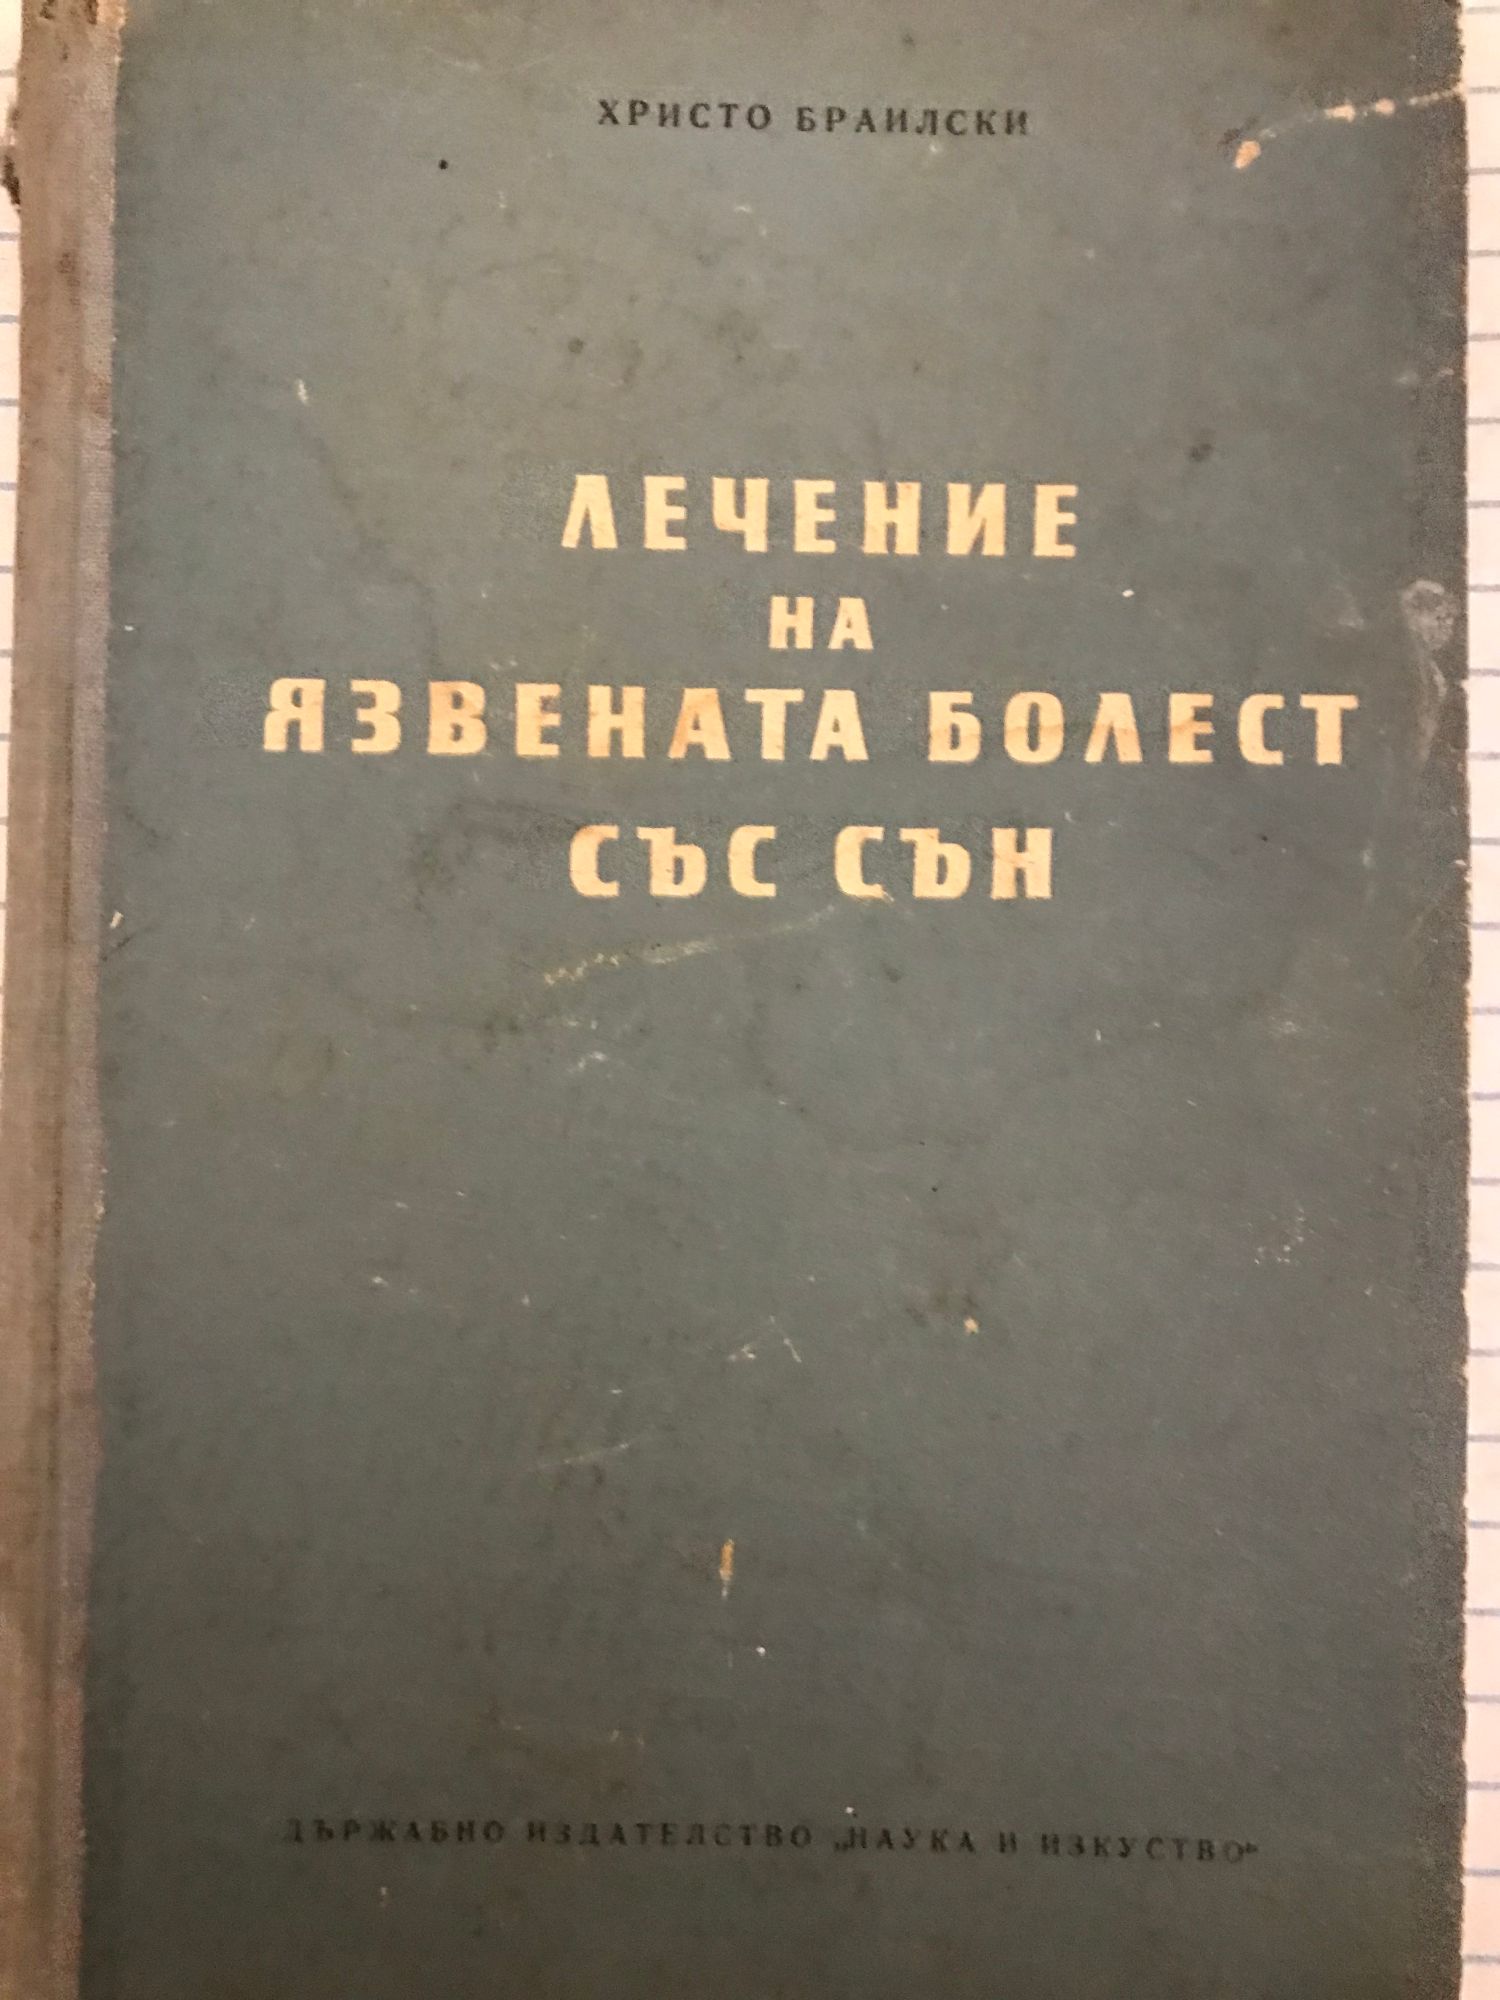 ХРИСТО БРАИЛСКИ
ЛЕЧЕНИЕ
НА
ЯЗВЕНАТА БОЛЕСТ
СЪС СЪН
ДЪРЖАВНО ИЗДАТЕЛСТВО „НАУКА И ИЗКУСТВО“